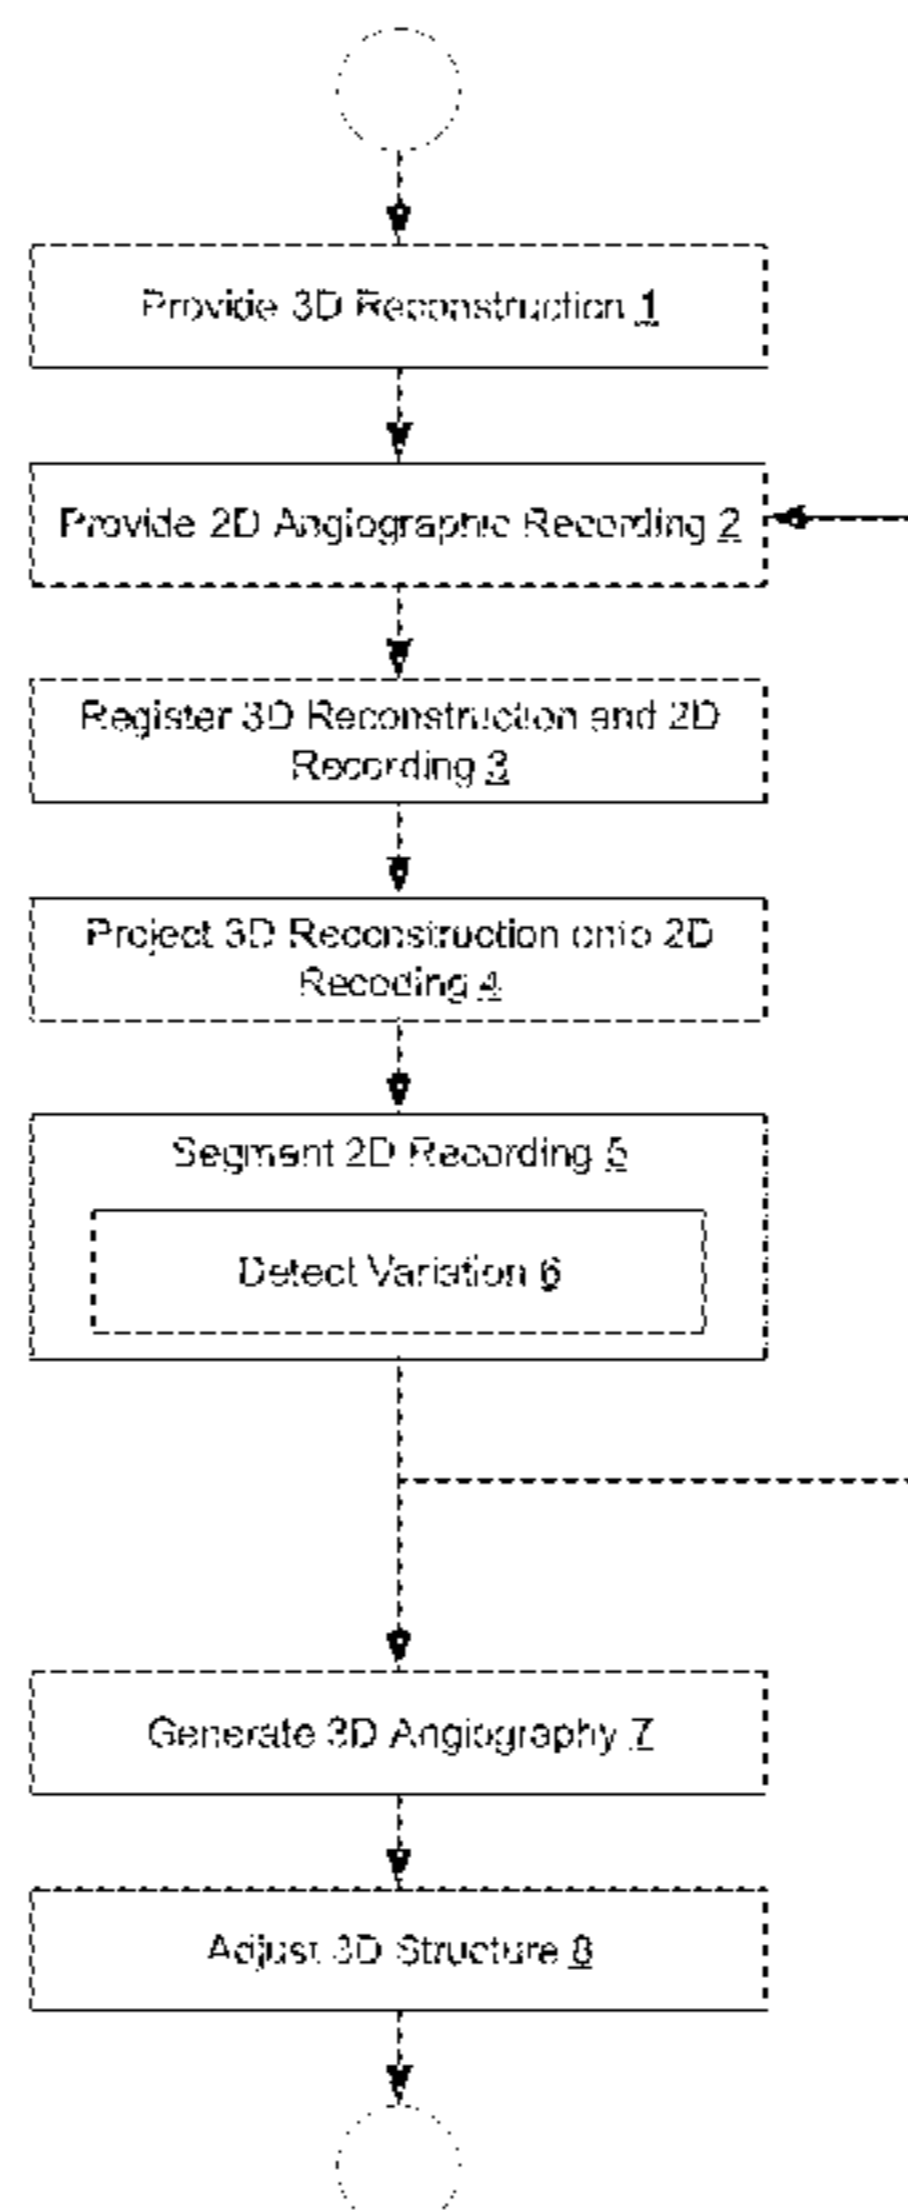 Provide 3D Reconstruction 1
Provide 2D Angiographic Recording 2
Register 3D Reconstruction and 2D
Recording 3
Project 3D Reconstruction onto 2D
Recoding 4
Segment 2D Recording 5
Detect Variation 6
Generate 3D Angiography 7
Adjust 3D Structure 8